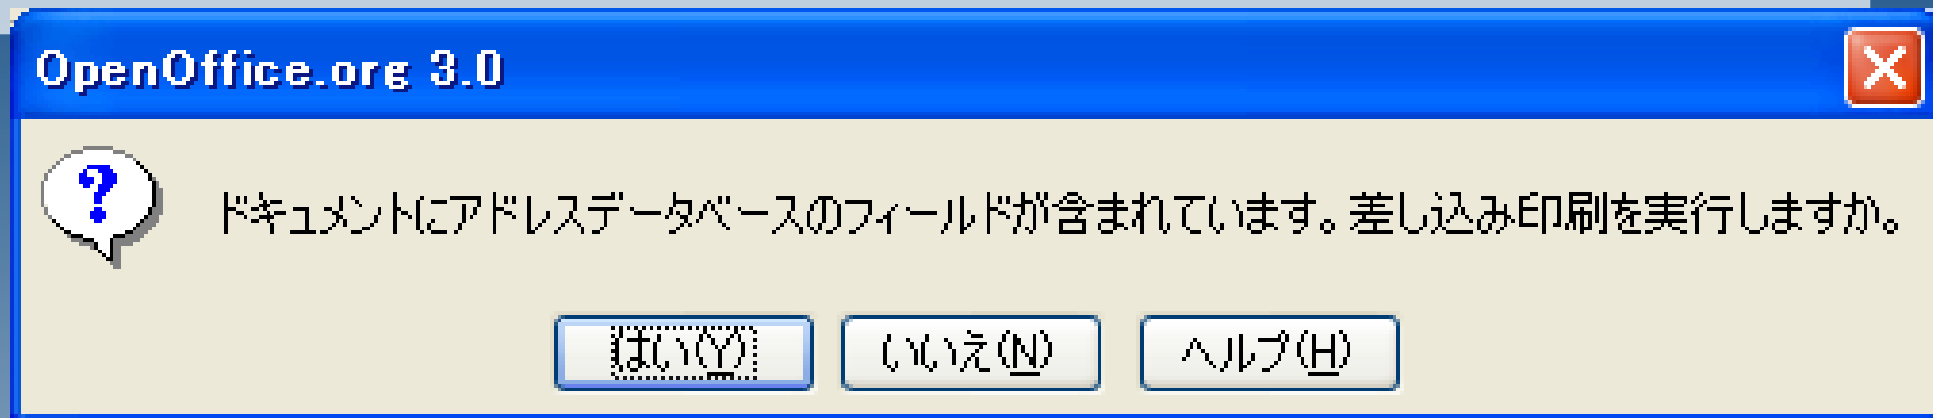 OpenOffice.org 3.0
ドキュメントにアドレスデータベースのフィールドが含まれています。差し込み印刷を実行しますか。
はい(Y) いいえ(N) ヘルプ(H)